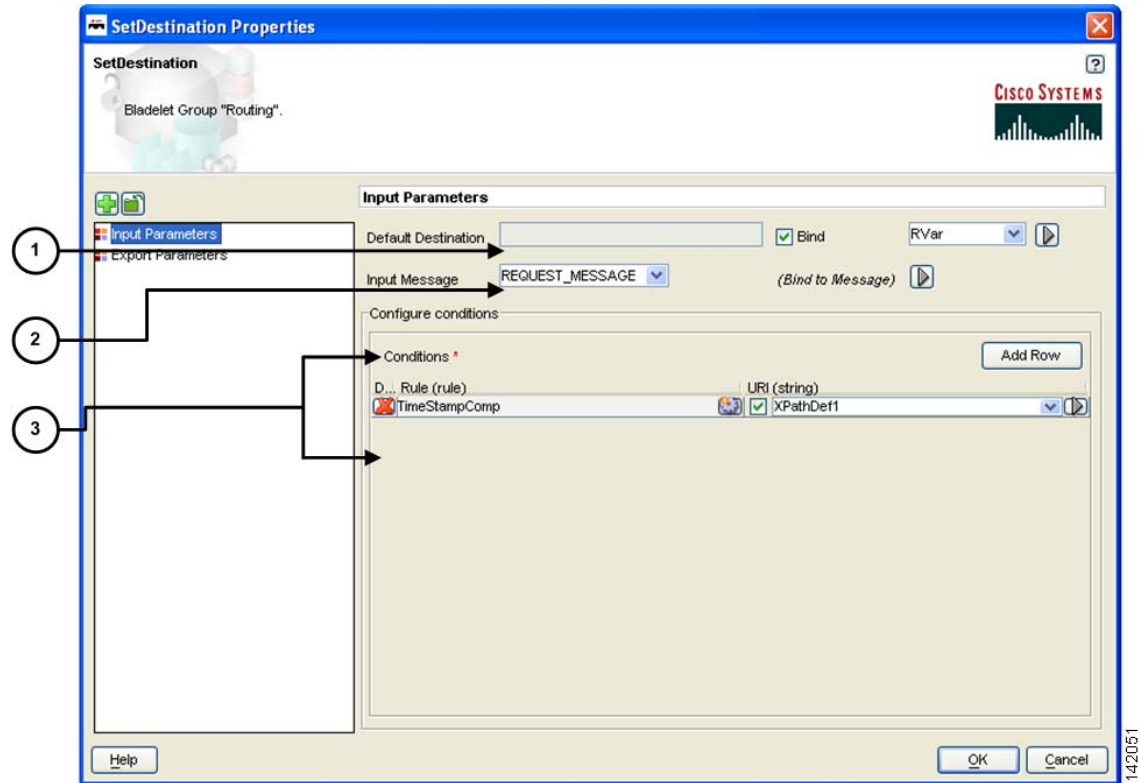 SetDestination Properties
SetDestination
?
Bladelet Group "Routing".
CISCO SYSTEMS
Input Parameters
Input Parameters
Export Parameters
1
Default Destination
Bind
RVar
Input Message
REQUEST_MESSAGE
(Bind to Message)
2
Configure conditions
Conditions *
Add Row
D... Rule (rule)
URI (string)
TimeStampComp
XPathDef1
3
Help
OK
Cancel
142051